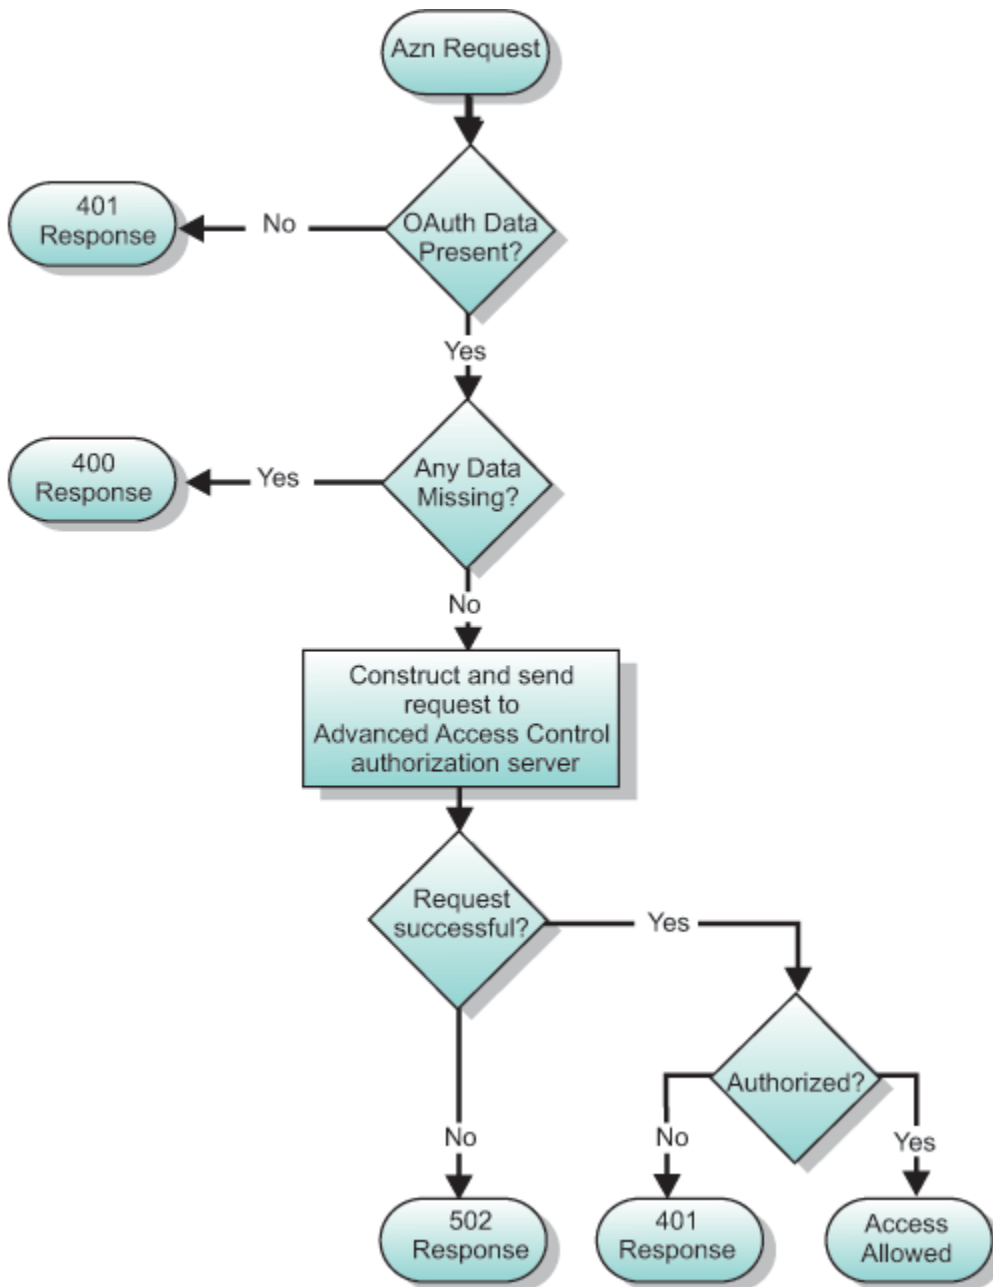 Azn Request
OAuth Data
Present?
No
401
Response
Yes
Any Data
Missing?
Yes
400
Response
No
Construct and send
request to
Advanced Access Control
authorization server
Request
successful?
Yes
Authorized?
No
No
Yes
502
Response
401
Response
Access
Allowed